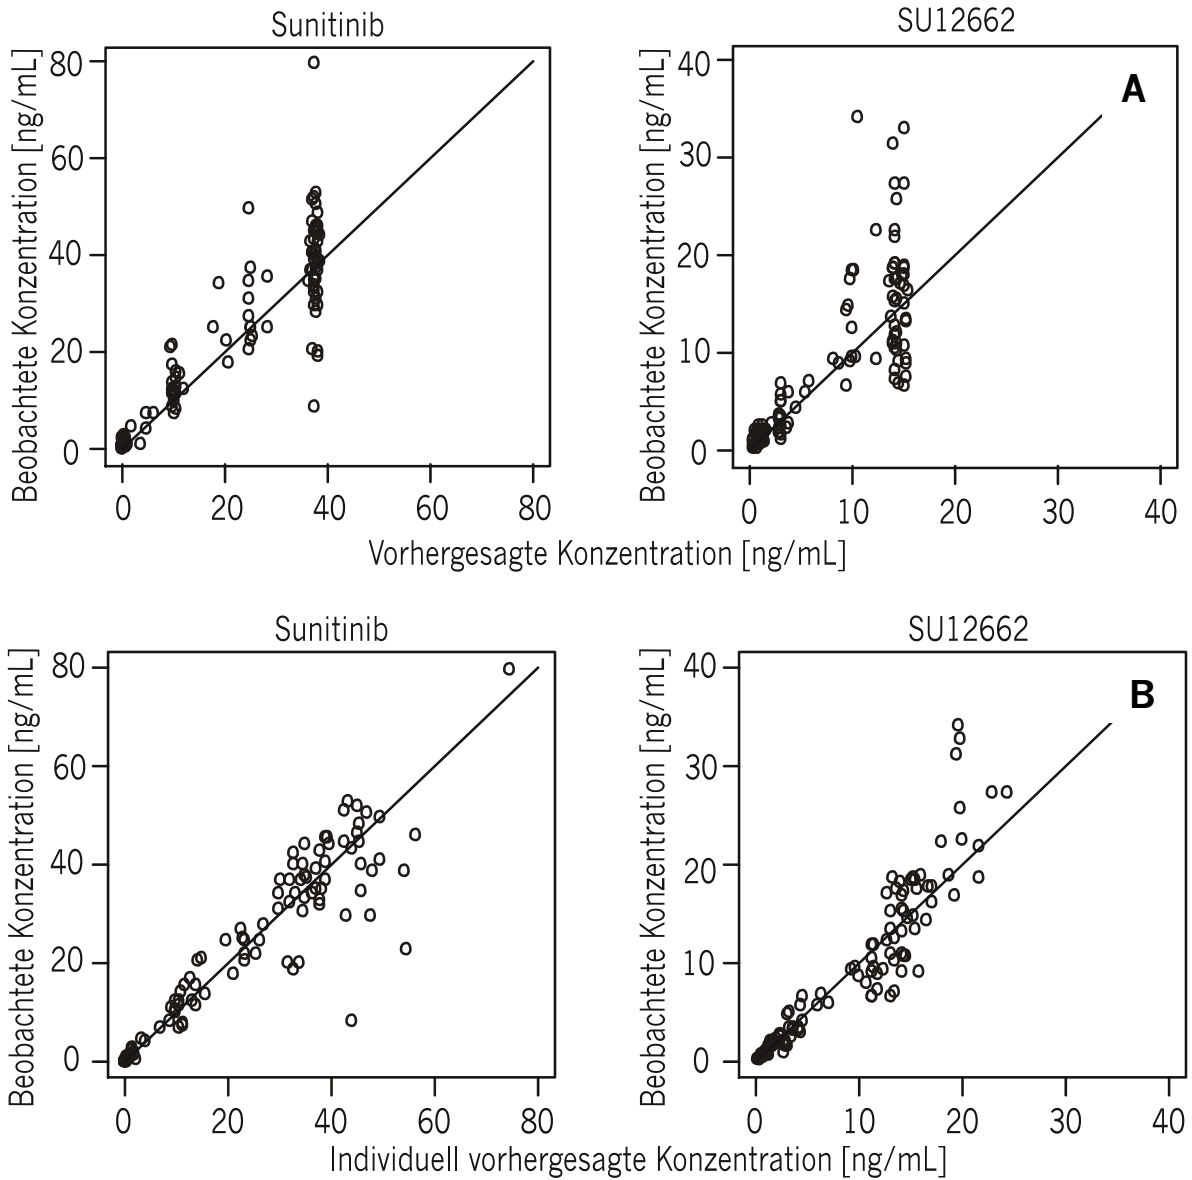 Sunitinib
SU12662
Beobachtete Konzentration [ng/mL]
80
60
40
20
0
0 20 40 60 80
Beobachtete Konzentration [ng/mL]
40
30
20
10
0
0 10 20 30 40
A
Vorhergesagte Konzentration [ng/mL]
Sunitinib
SU12662
Beobachtete Konzentration [ng/mL]
80
60
40
20
0
0 20 40 60 80
Beobachtete Konzentration [ng/mL]
40
30
20
10
0
0 10 20 30 40
B
Individuell vorhergesagte Konzentration [ng/mL]